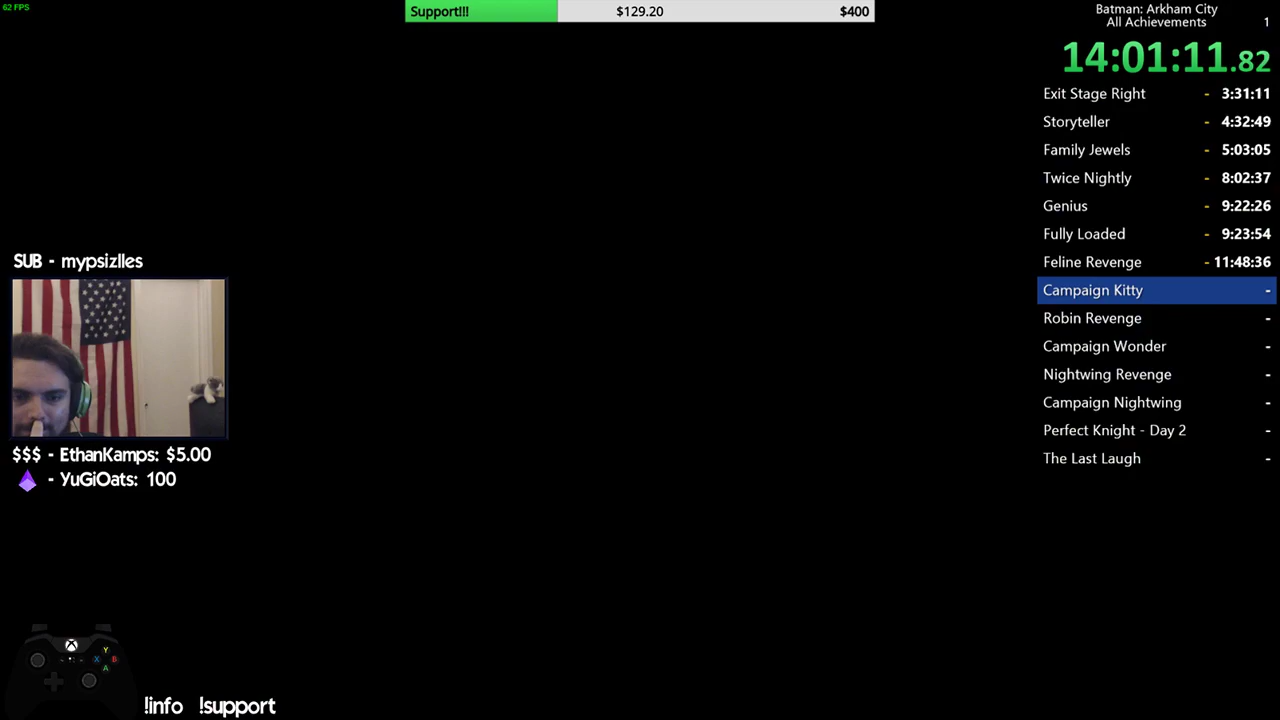 62 FPS
Support!!! $129.20 $400
Batman: Arkham City
All Achievements 1
14:01:11.82
Exit Stage Right - 3:31:11
Storyteller - 4:32:49
Family Jewels - 5:03:05
Twice Nightly - 8:02:37
Genius - 9:22:26
Fully Loaded - 9:23:54
Feline Revenge - 11:48:36
Campaign Kitty -
Robin Revenge -
Campaign Wonder -
Nightwing Revenge -
Campaign Nightwing -
Perfect Knight - Day 2 -
The Last Laugh -
SUB - mypsizlles
$$$ - EthanKamps: $5.00
- YuGiOats: 100
Y
X B
A
!info !support